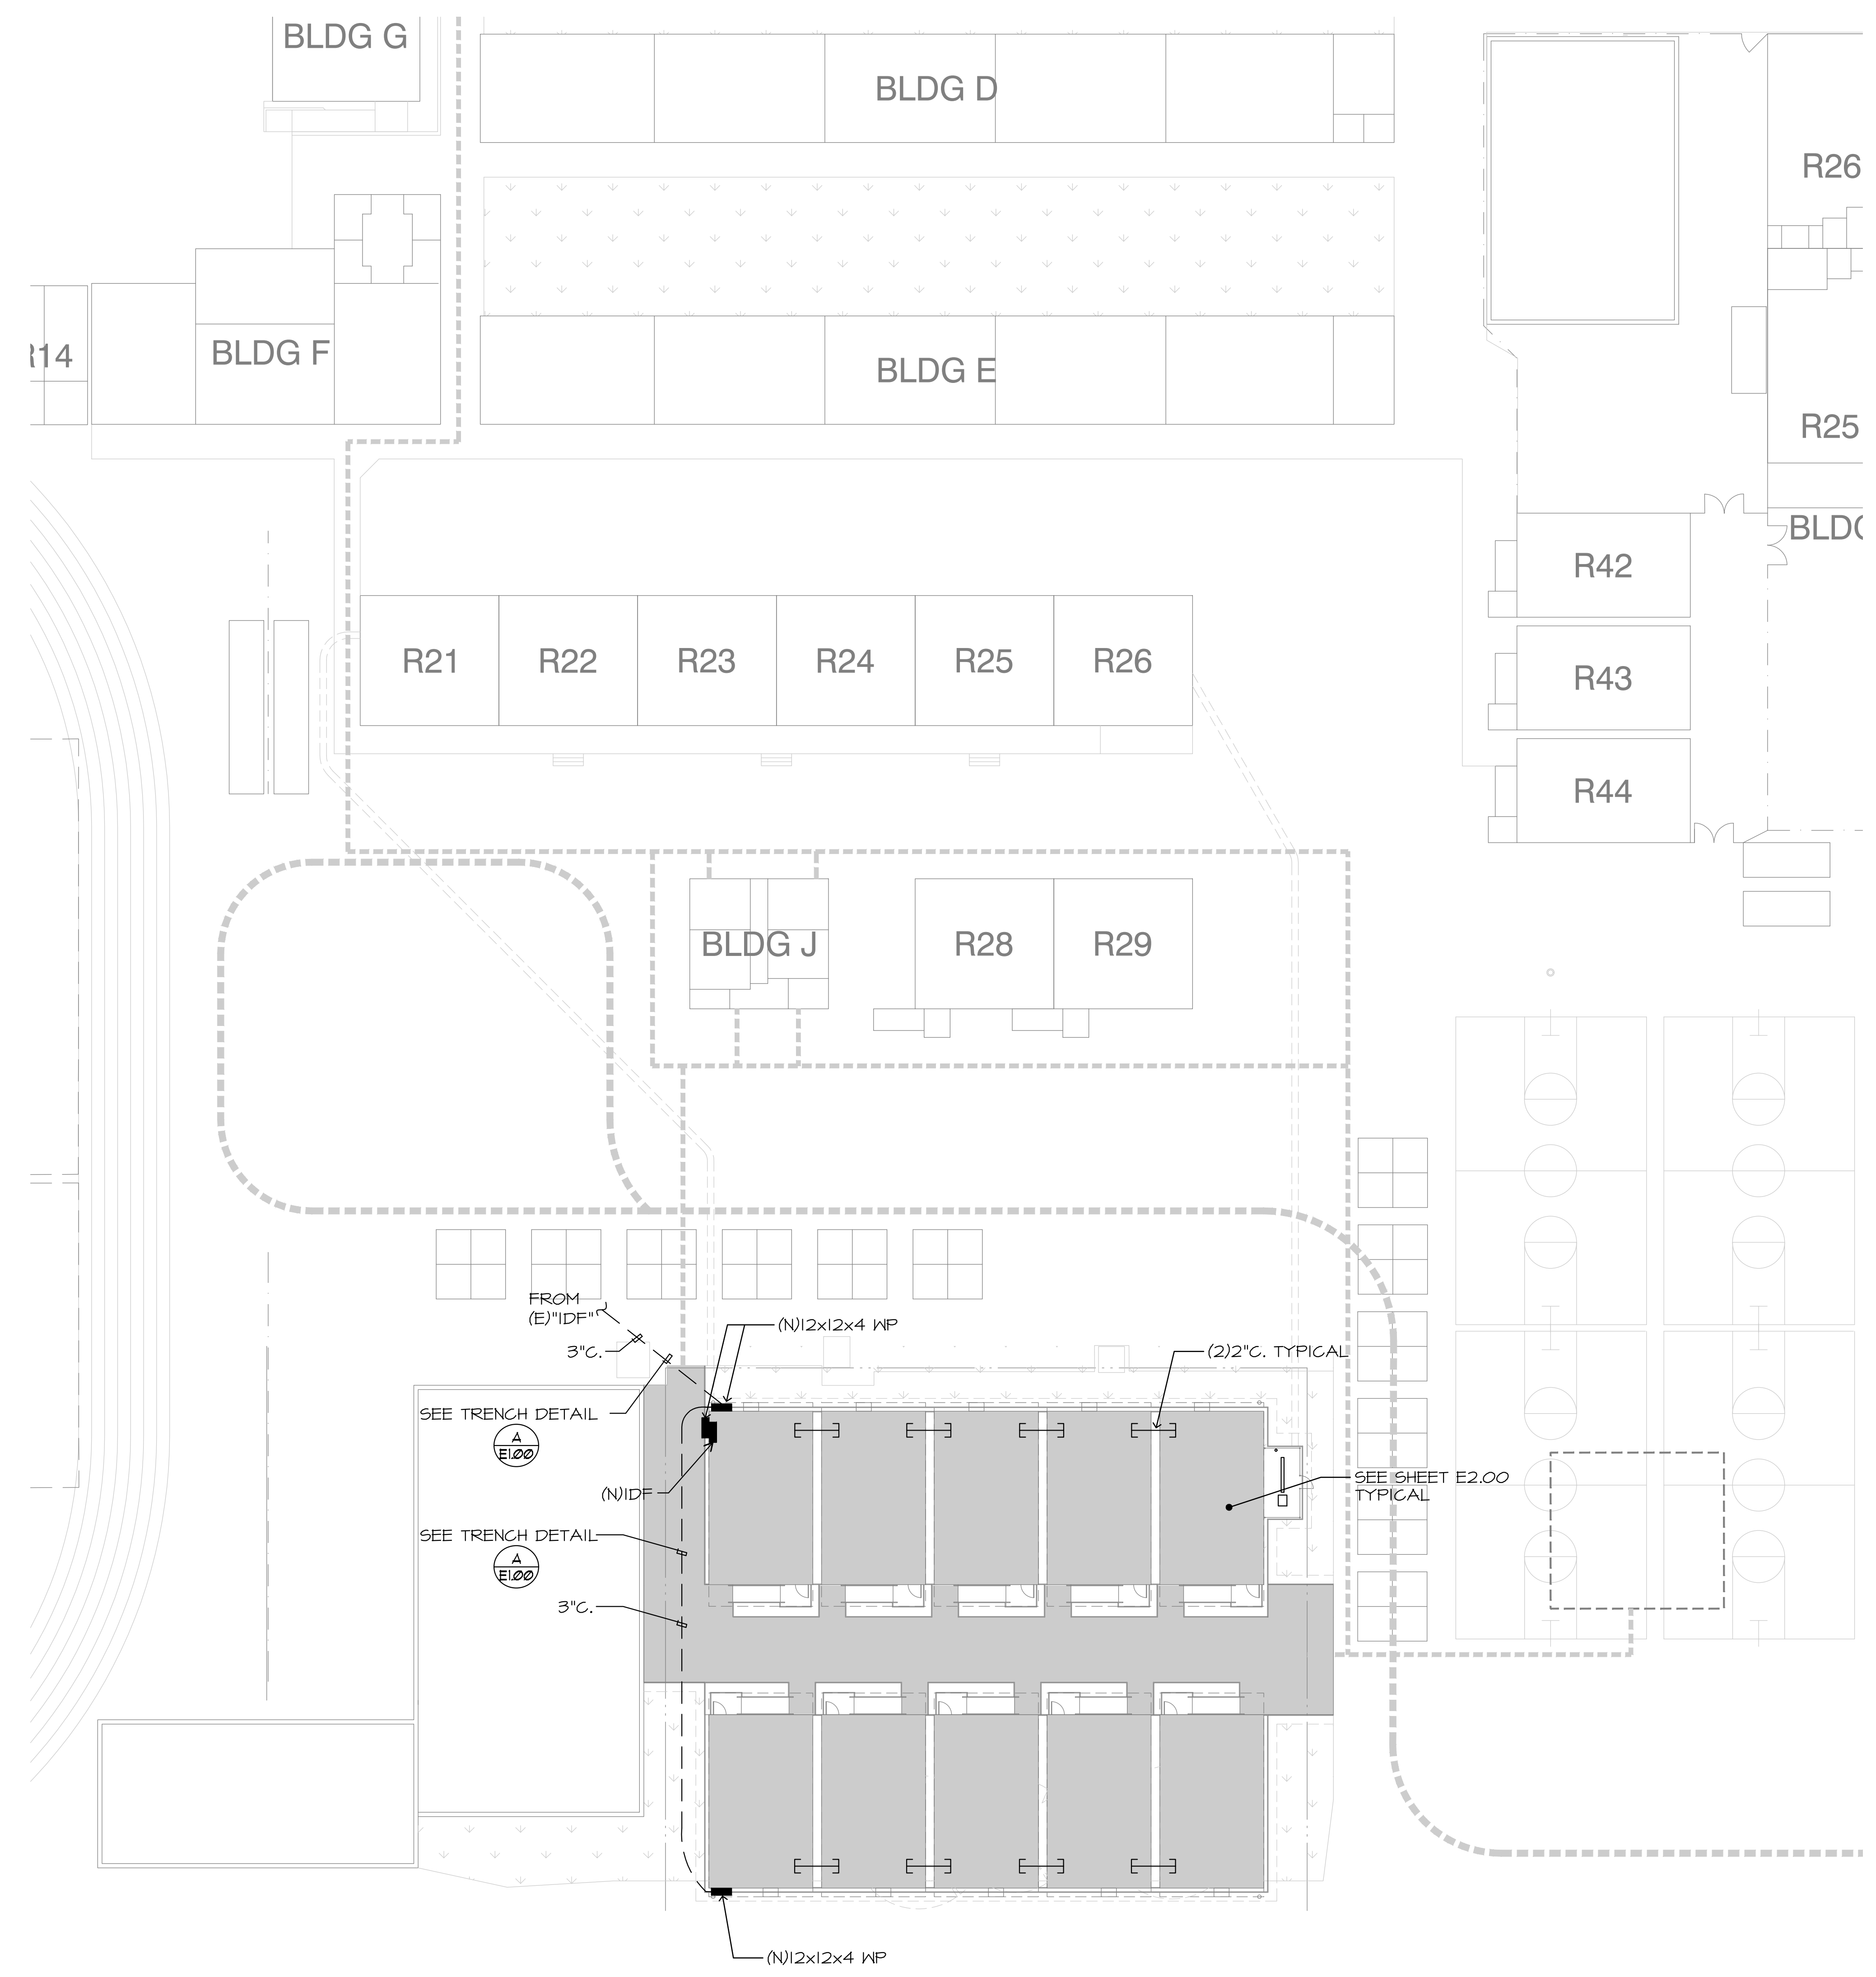 BLDG G
BLDG D
R26
R14
BLDG F
BLDG E
R25
BLDG
R42
R21
R22
R23
R24
R25
R26
R43
R44
BLDG J
R28
R29
FROM
(E)"IDF"
3"C.
(N)12x12x4 WP
(2)2"C. TYPICAL
SEE TRENCH DETAIL
A
E1.00
(N)IDF
SEE SHEET E2.00
TYPICAL
SEE TRENCH DETAIL
A
E1.00
3"C.
(N)12x12x4 WP